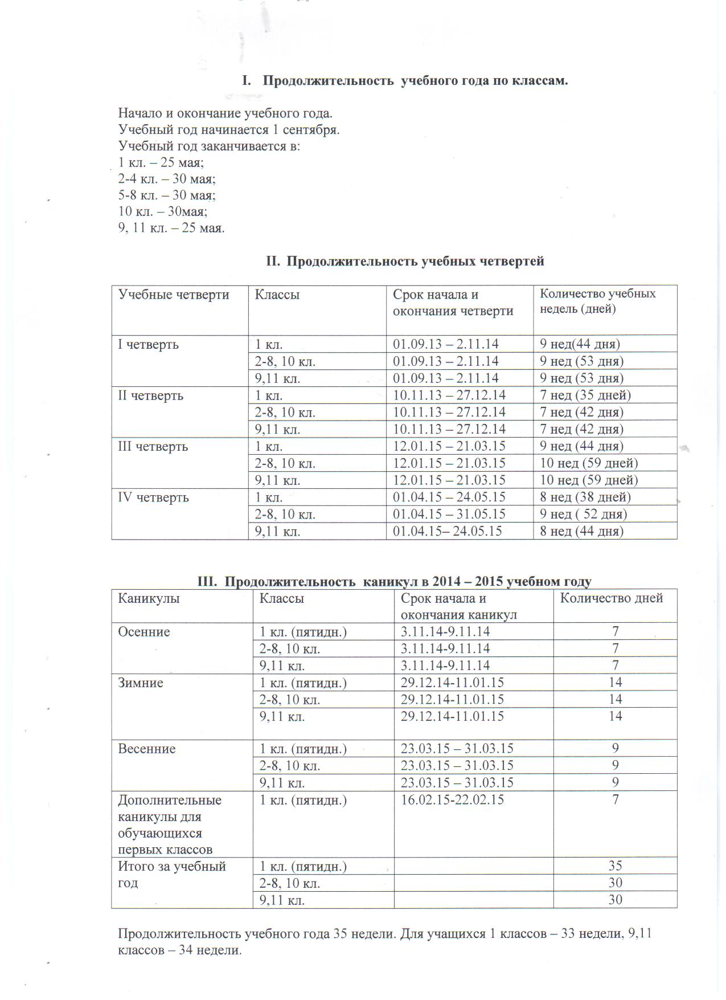 I. Продолжительность учебного года по классам.
Начало и окончание учебного года.
Учебный год начинается 1 сентября.
Учебный год заканчивается в:
1 кл. – 25 мая;
2-4 кл. – 30 мая;
5-8 кл. – 30 мая;
10 кл. – 30мая;
9, 11 кл. – 25 мая.
II. Продолжительность учебных четвертей
Учебные четверти Классы Срок начала и Количество учебных
окончания четверти недель (дней)
I четверть 1 кл. 01.09.13 – 2.11.14 9 нед(44 дня)
2-8, 10 кл. 01.09.13 – 2.11.14 9 нед (53 дня)
9,11 кл. 01.09.13 – 2.11.14 9 нед (53 дня)
II четверть 1 кл. 10.11.13 – 27.12.14 7 нед (35 дней)
2-8, 10 кл. 10.11.13 – 27.12.14 7 нед (42 дня)
9,11 кл. 10.11.13 – 27.12.14 7 нед (42 дня)
III четверть 1 кл. 12.01.15 – 21.03.15 9 нед (44 дня)
2-8, 10 кл. 12.01.15 – 21.03.15 10 нед (59 дней)
9,11 кл. 12.01.15 – 21.03.15 10 нед (59 дней)
IV четверть 1 кл. 01.04.15 – 24.05.15 8 нед (38 дней)
2-8, 10 кл. 01.04.15 – 31.05.15 9 нед ( 52 дня)
9,11 кл. 01.04.15– 24.05.15 8 нед (44 дня)
III. Продолжительность каникул в 2014 – 2015 учебном году
Каникулы Классы Срок начала и Количество дней
окончания каникул
Осенние 1 кл. (пятидн.) 3.11.14-9.11.14 7
2-8, 10 кл. 3.11.14-9.11.14 7
9,11 кл. 3.11.14-9.11.14 7
Зимние 1 кл. (пятидн.) 29.12.14-11.01.15 14
2-8, 10 кл. 29.12.14-11.01.15 14
9,11 кл. 29.12.14-11.01.15 14
Весенние 1 кл. (пятидн.) 23.03.15 – 31.03.15 9
2-8, 10 кл. 23.03.15 – 31.03.15 9
9,11 кл. 23.03.15 – 31.03.15 9
Дополнительные 1 кл. (пятидн.) 16.02.15-22.02.15 7
каникулы для
обучающихся
первых классов
Итого за учебный 1 кл. (пятидн.) 35
год 2-8, 10 кл. 30
9,11 кл. 30
Продолжительность учебного года 35 недели. Для учащихся 1 классов – 33 недели, 9,11
классов – 34 недели.